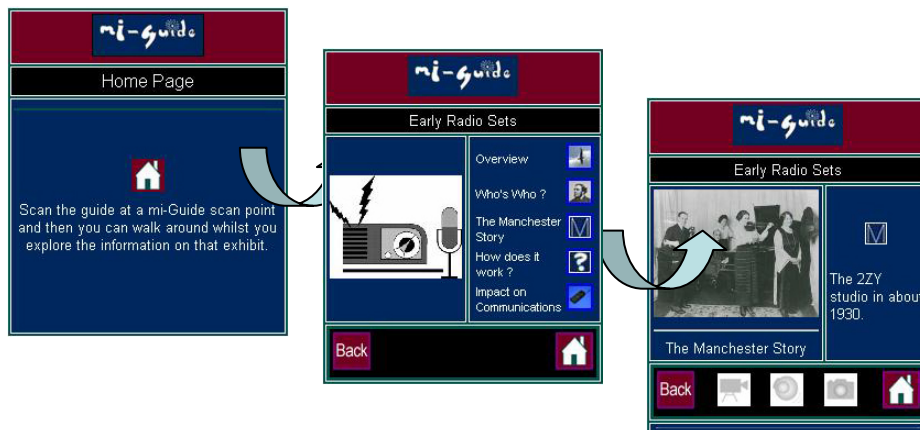 mi-guide
Home Page
Scan the guide at a mi-Guide scan point
and then you can walk around whilst you
explore the information on that exhibit.
mi-guide
Early Radio Sets
Overview
Who's Who ?
The Manchester
Story
How does it
work ?
Impact on
Communications
Back
mi-guide
Early Radio Sets
The 2ZY
studio in about
1930.
The Manchester Story
Back